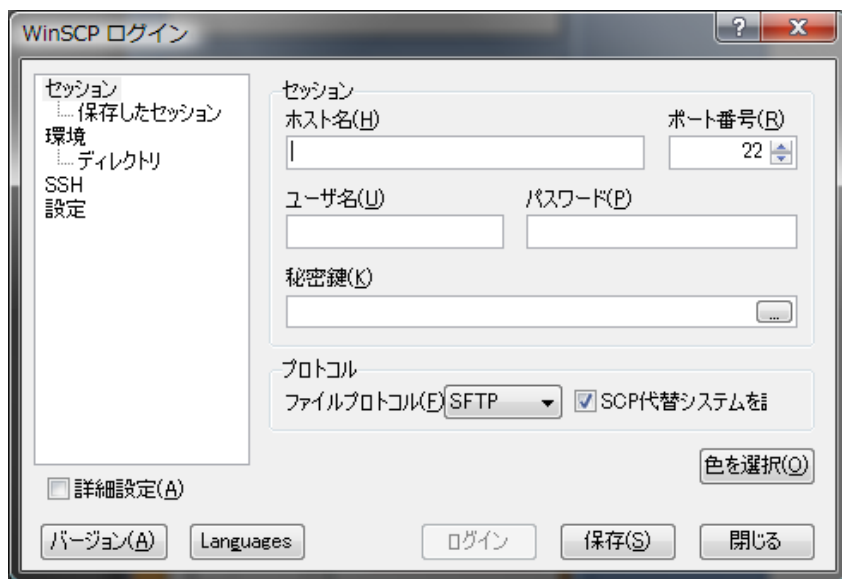 WinSCP ログイン
セッション
保存したセッション
環境
ディレクトリ
SSH
設定
セッション
ホスト名(H)
ポート番号(R)
22
ユーザ名(U)
パスワード(P)
秘密鍵(K)
...
プロトコル
ファイルプロトコル(F) SFTP
SCP代替システムを
色を選択(O)
詳細設定(A)
バージョン(A)
Languages
ログイン
保存(S)
閉じる